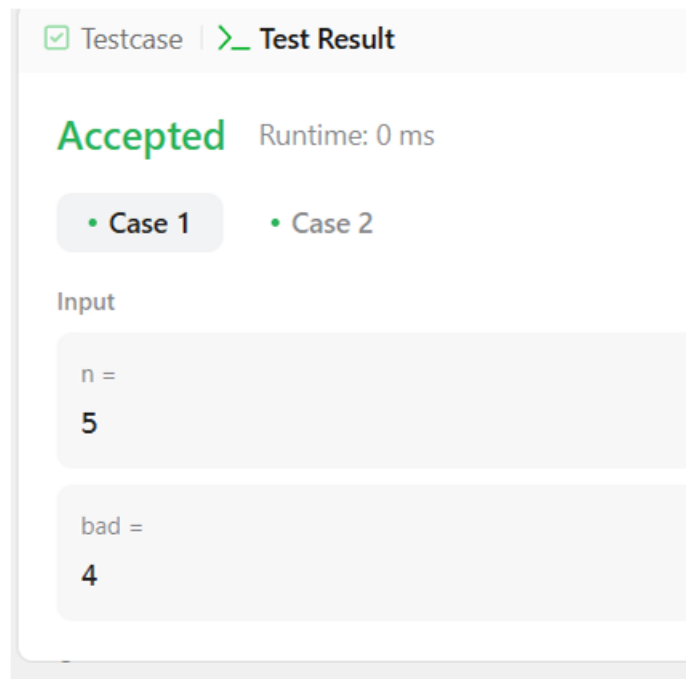 Testcase >_ Test Result
Accepted Runtime: 0 ms
• Case 1 • Case 2
Input
n =
5
bad =
4